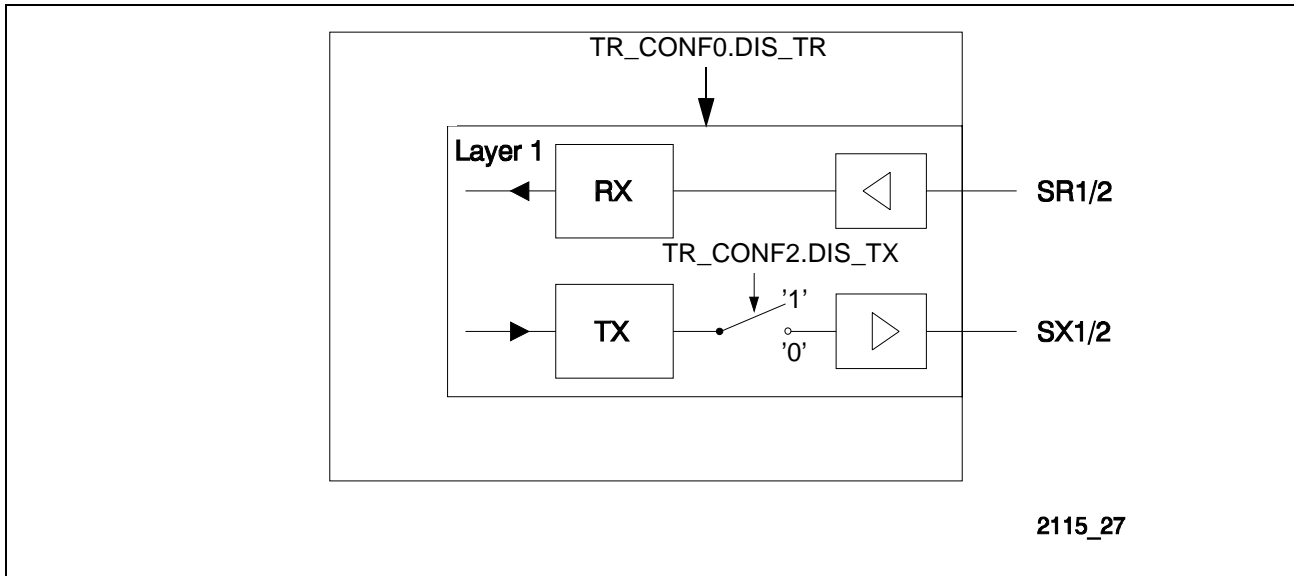 TR_CONF0.DIS_TR
Layer 1
RX
SR1/2
TR_CONF2.DIS_TX
’1’
TX
’0’
SX1/2
2115_27